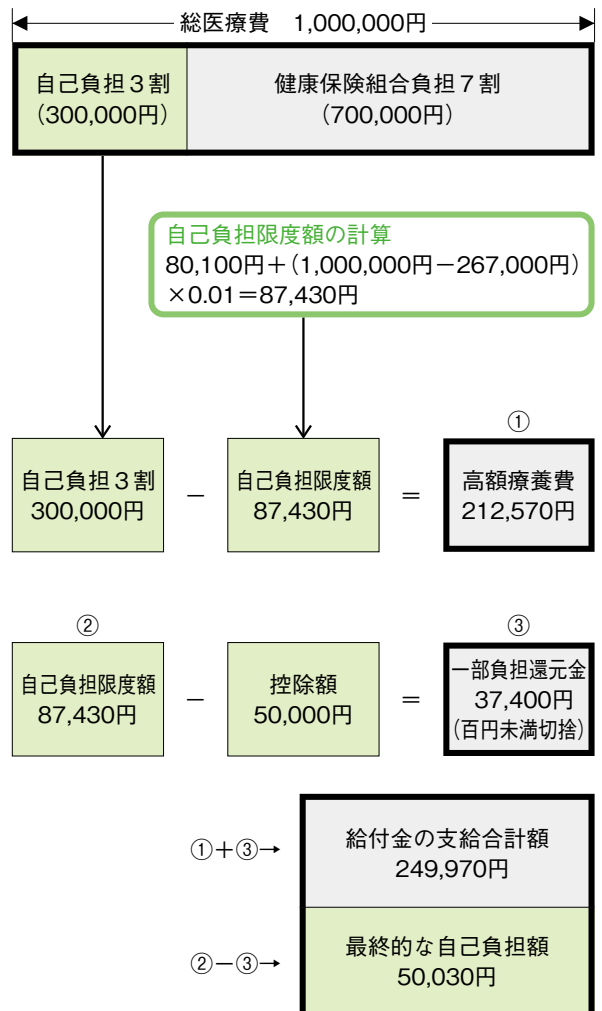 総医療費　1,000,000円
自己負担３割
（300,000円）
健康保険組合負担７割
（700,000円）
自己負担限度額の計算
80,100円＋（1,000,000円－267,000円）
×0.01＝87,430円
①
自己負担３割
300,000円
－
自己負担限度額
87,430円
＝
高額療養費
212,570円
②
③
自己負担限度額
87,430円
－
控除額
50,000円
＝
一部負担還元金
37,400円
（百円未満切捨）
①＋③→
給付金の支給合計額
249,970円
②－③→
最終的な自己負担額
50,030円